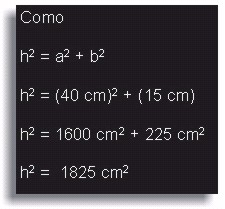 Como
h² = a² + b²
h² = (40 cm)² + (15 cm)
h² = 1600 cm² + 225 cm²
h² = 1825 cm²